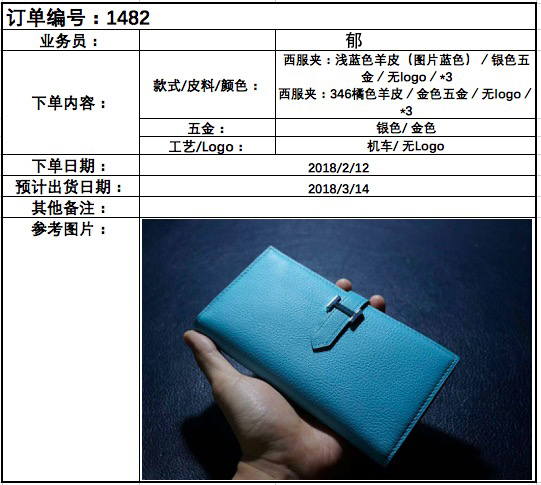 订单编号：1482
业务员：
郁
下单内容：
款式/皮料/颜色：
西服夹：浅蓝色羊皮（图片蓝色）/ 银色五
金 / 无logo / *3
西服夹：346橘色羊皮 / 金色五金 / 无logo /
*3
五金：
银色/ 金色
工艺/Logo：
机车/ 无Logo
下单日期：
2018/2/12
预计出货日期：
2018/3/14
其他备注：
参考图片：